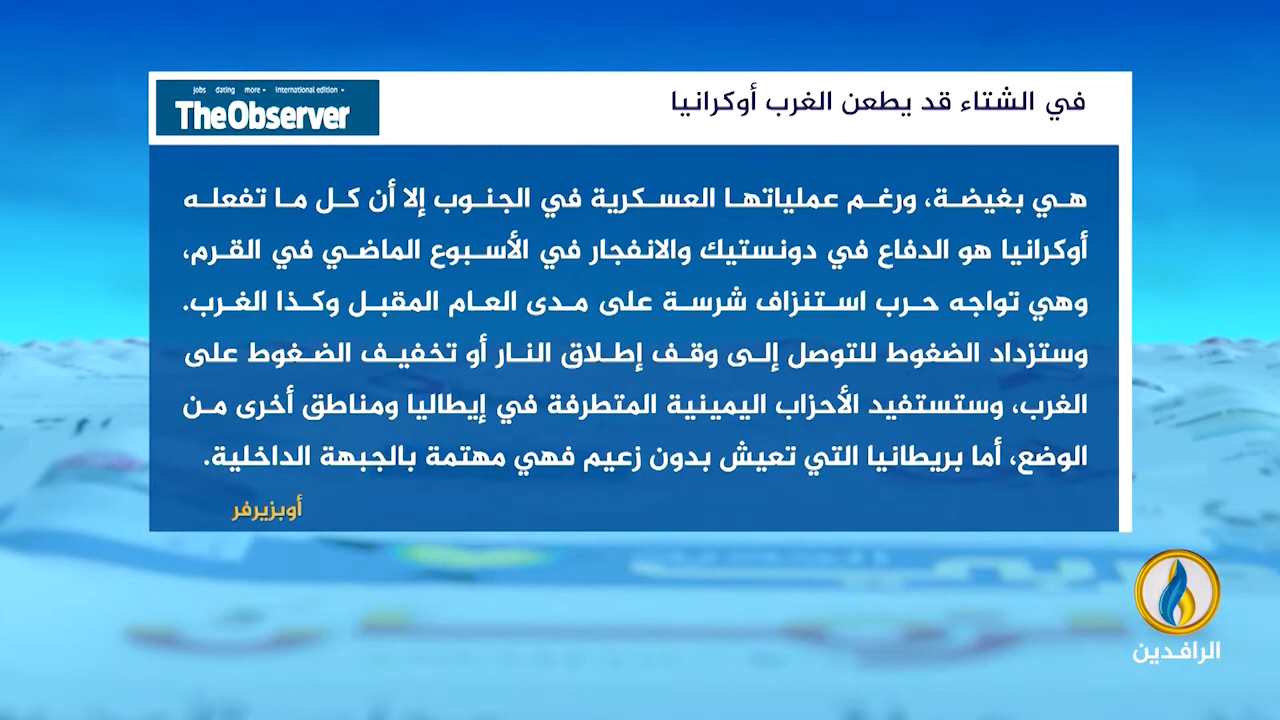 jobs dating more International edition
TheObserver
في الشتاء قد يطعن الغرب أوكرانيا
هي بغيضة، ورغم عملياتها العسكرية في الجنوب إلا أن كل ما تفعله
أوكرانيا هو الدفاع في دونستيك والانفجار في الأسبوع الماضي في القرم،
وهي تواجه حرب استنزاف شرسة على مدى العام المقبل وكذا الغرب.
وستزداد الضغوط للتوصل إلى وقف إطلاق النار أو تخفيف الضغوط على
الغرب، وستستفيد الأحزاب اليمينية المتطرفة في إيطاليا ومناطق أخرى من
الوضع، أما بريطانيا التي تعيش بدون زعيم فهي مهتمة بالجبهة الداخلية.
أوبزيرفر
الرافدين